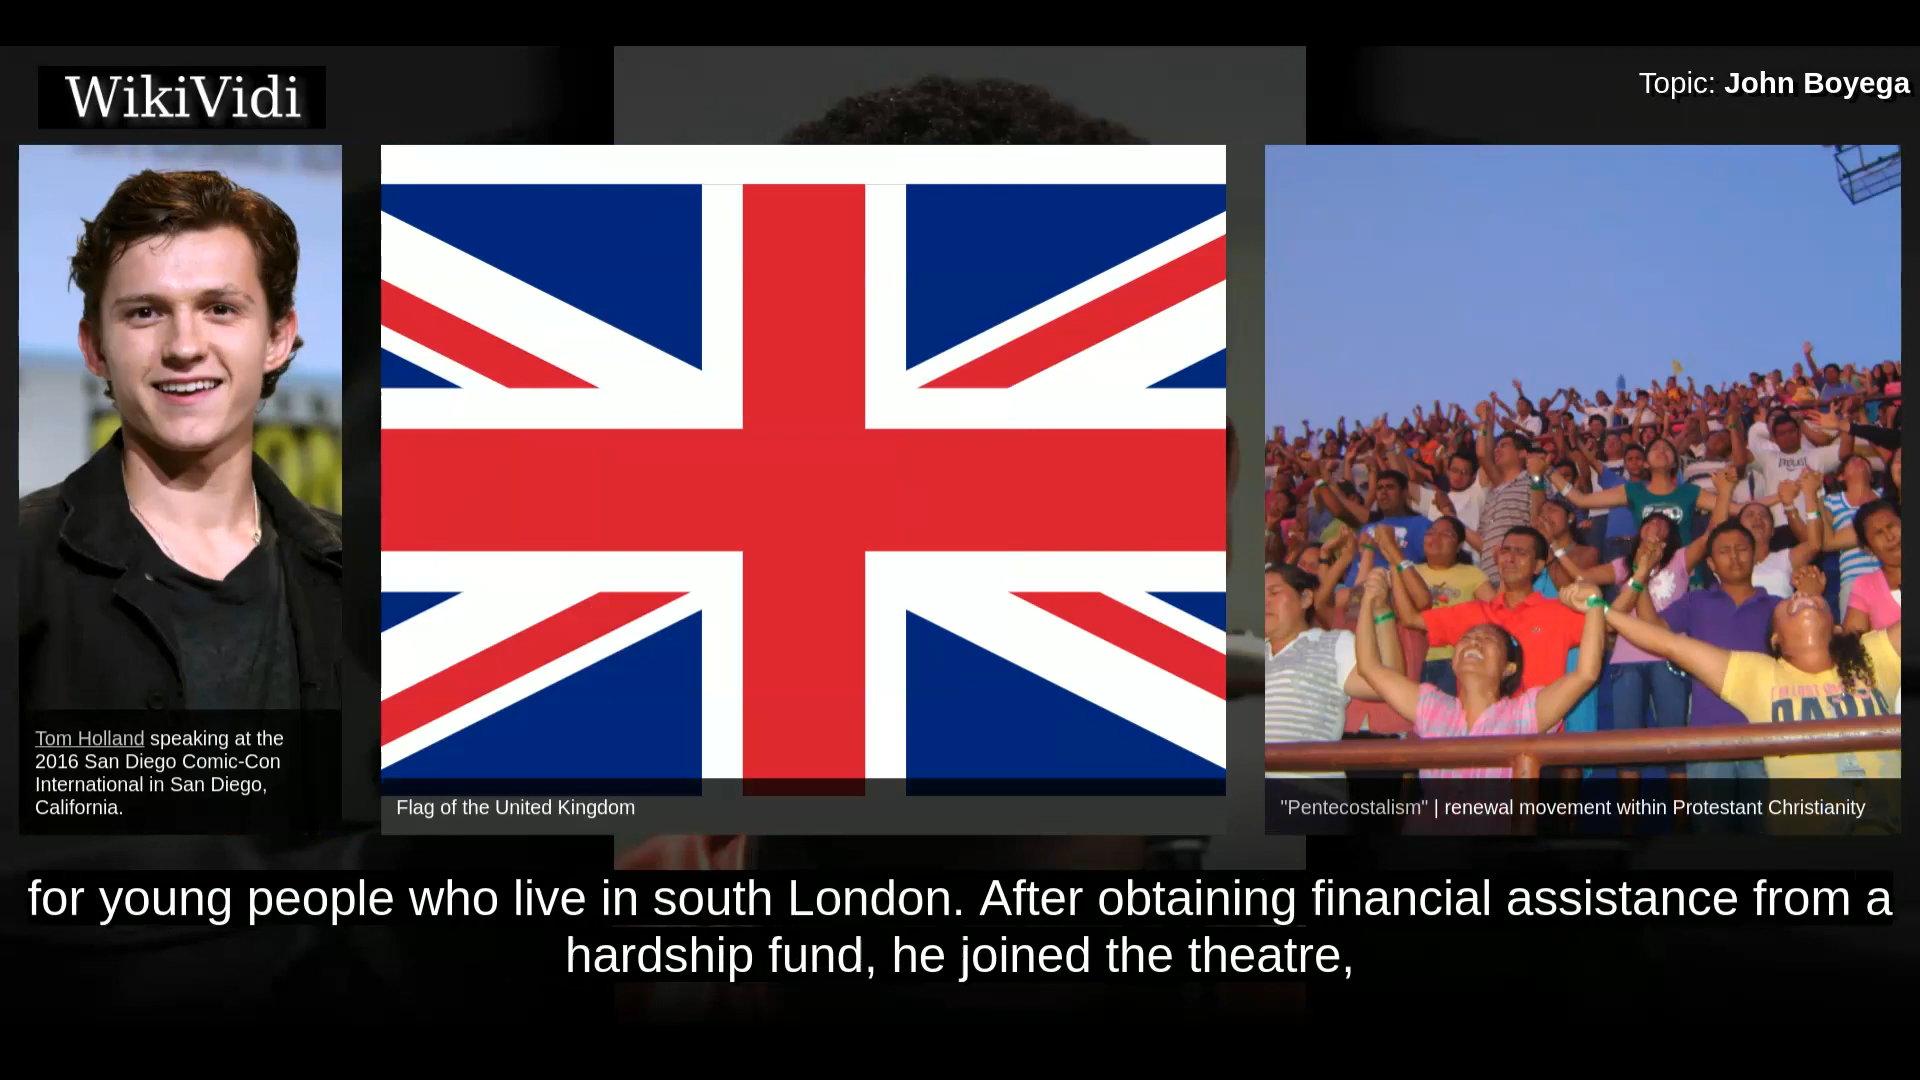 WikiVidi
Topic: John Boyega
Tom Holland speaking at the
2016 San Diego Comic-Con
International in San Diego,
California.
Flag of the United Kingdom
"Pentecostalism" | renewal movement within Protestant Christianity
for young people who live in south London. After obtaining financial assistance from a
hardship fund, he joined the theatre,